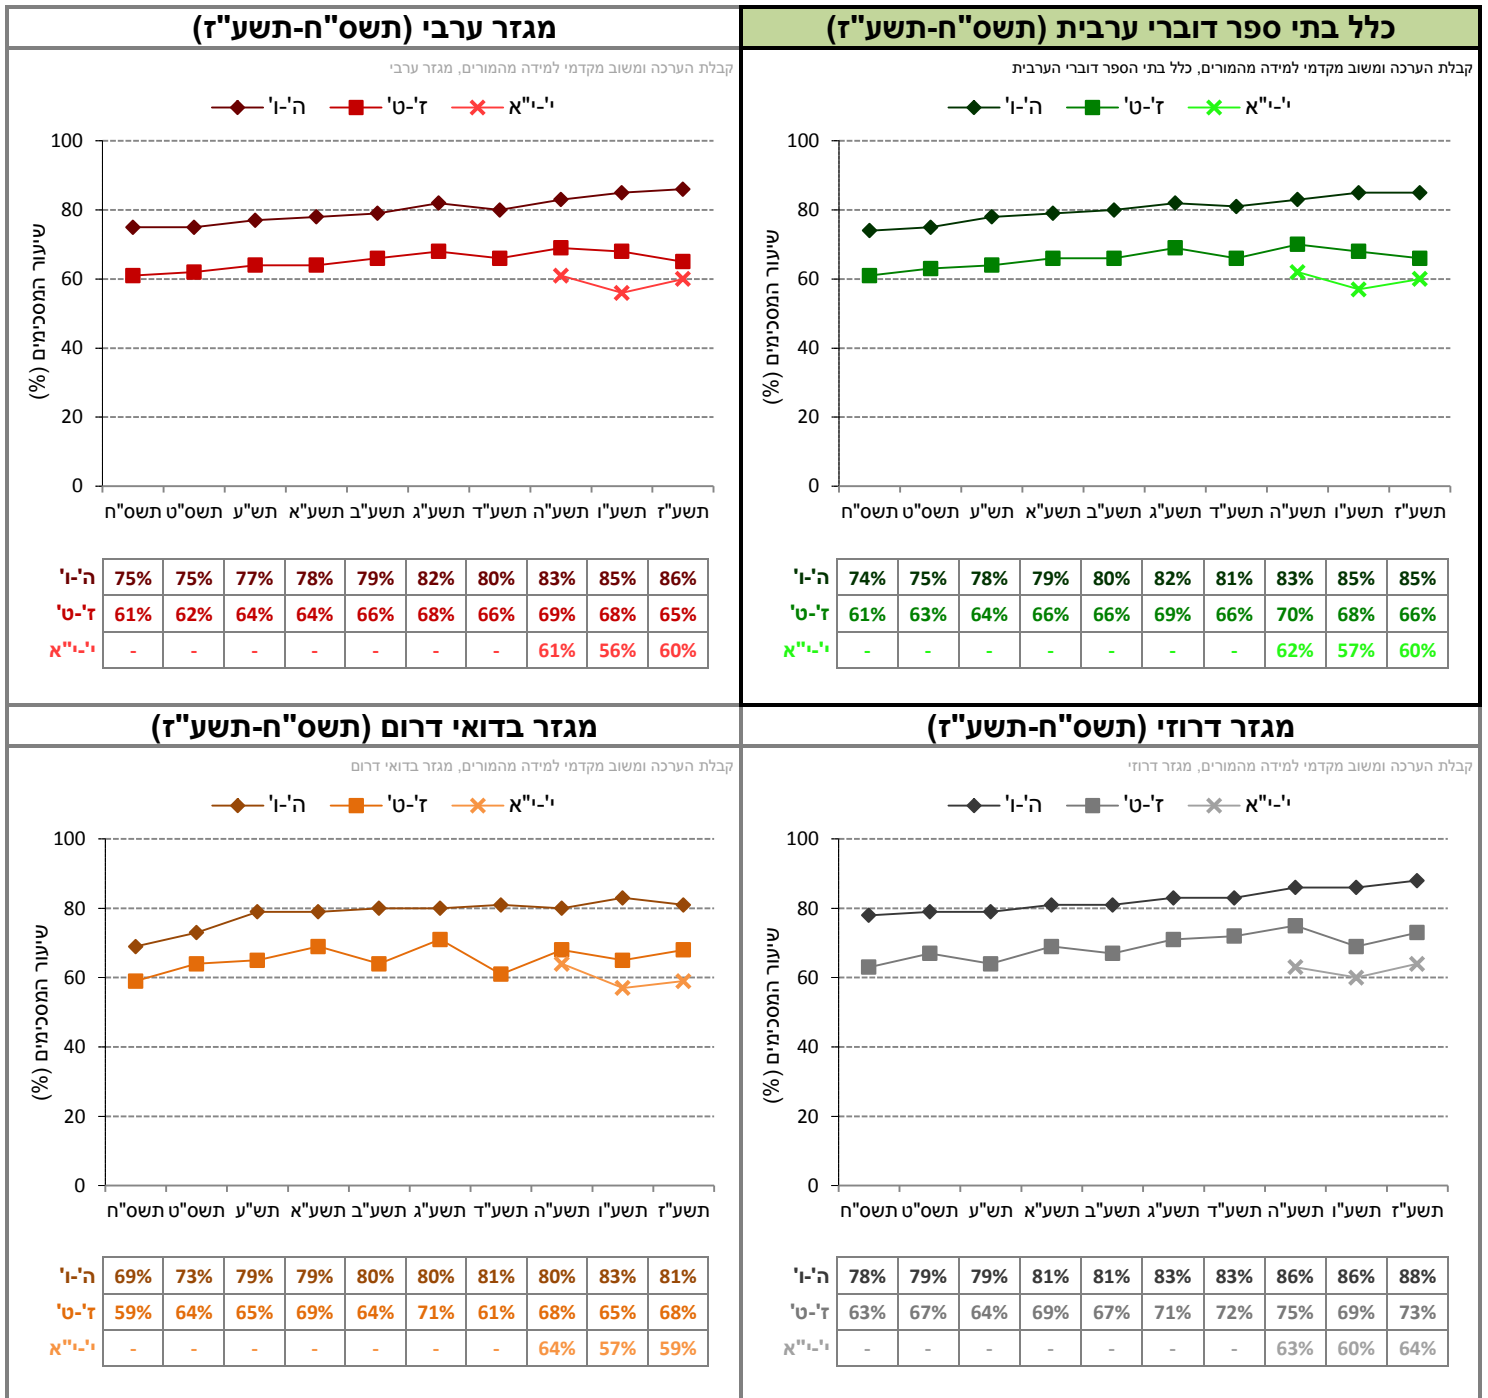 כלל בתי ספר דוברי ערבית (תשס"ח-תשע"ז)
קבלת הערכה ומשוב מקדמי למידה מהמורים, כלל בתי הספר דוברי הערבית
ה'-ו' ז'-ט' י'-י"א
שיעור המסכימים (%)
100
80
60
40
20
0
תשס"ח תשס"ט תש"ע תשע"א תשע"ב תשע"ג תשע"ד תשע"ה תשע"ו תשע"ז
ה'-ו' 74% 75% 78% 79% 80% 82% 81% 83% 85% 85%
ז'-ט' 61% 63% 64% 66% 66% 69% 66% 70% 68% 66%
י'-י"א - - - - - - - 62% 57% 60%
מגזר ערבי (תשס"ח-תשע"ז)
קבלת הערכה ומשוב מקדמי למידה מהמורים, מגזר ערבי
ה'-ו' ז'-ט' י'-י"א
שיעור המסכימים (%)
100
80
60
40
20
0
תשס"ח תשס"ט תש"ע תשע"א תשע"ב תשע"ג תשע"ד תשע"ה תשע"ו תשע"ז
ה'-ו' 75% 75% 77% 78% 79% 82% 80% 83% 85% 86%
ז'-ט' 61% 62% 64% 64% 66% 68% 66% 69% 68% 65%
י'-י"א - - - - - - - 61% 56% 60%
מגזר דרוזי (תשס"ח-תשע"ז)
קבלת הערכה ומשוב מקדמי למידה מהמורים, מגזר דרוזי
ה'-ו' ז'-ט' י'-י"א
שיעור המסכימים (%)
100
80
60
40
20
0
תשס"ח תשס"ט תש"ע תשע"א תשע"ב תשע"ג תשע"ד תשע"ה תשע"ו תשע"ז
ה'-ו' 78% 79% 79% 81% 81% 83% 83% 86% 86% 88%
ז'-ט' 63% 67% 64% 69% 67% 71% 72% 75% 69% 73%
י'-י"א - - - - - - - 63% 60% 64%
מגזר בדואי דרום (תשס"ח-תשע"ז)
קבלת הערכה ומשוב מקדמי למידה מהמורים, מגזר בדואי דרום
ה'-ו' ז'-ט' י'-י"א
שיעור המסכימים (%)
100
80
60
40
20
0
תשס"ח תשס"ט תש"ע תשע"א תשע"ב תשע"ג תשע"ד תשע"ה תשע"ו תשע"ז
ה'-ו' 69% 73% 79% 79% 80% 80% 81% 80% 83% 81%
ז'-ט' 59% 64% 65% 69% 64% 71% 61% 68% 65% 68%
י'-י"א - - - - - - - 64% 57% 59%